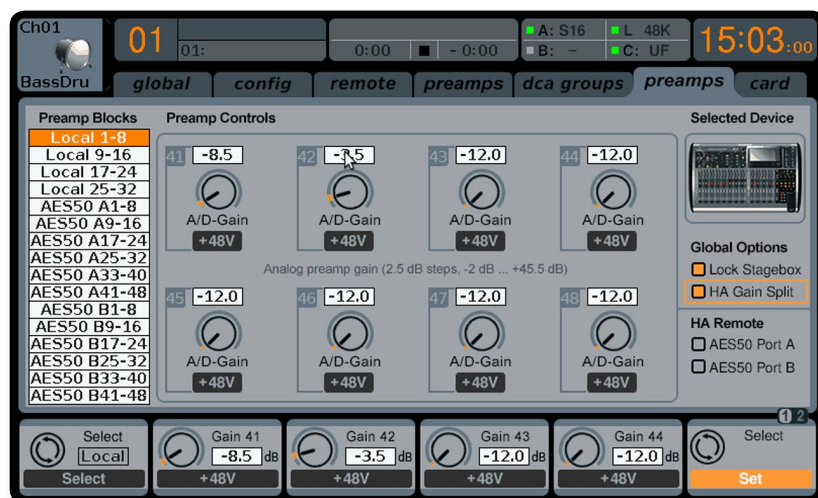 Ch01
BassDru
01
01:
0:00
- 0:00
A: S16
L 48K
B: -
C: UF
15:03:00
global
config
remote
preamps
dca groups
preamps
card
Preamp Blocks
Local 1-8
Local 9-16
Local 17-24
Local 25-32
AES50 A1-8
AES50 A9-16
AES50 A17-24
AES50 A25-32
AES50 A33-40
AES50 A41-48
AES50 B1-8
AES50 B9-16
AES50 B17-24
AES50 B25-32
AES50 B33-40
AES50 B41-48
Preamp Controls
41 -8.5
42 -3.5
43 -12.0
44 -12.0
A/D-Gain
A/D-Gain
A/D-Gain
A/D-Gain
+48V
+48V
+48V
+48V
Analog preamp gain (2.5 dB steps, -2 dB ... +45.5 dB)
45 -12.0
46 -12.0
47 -12.0
48 -12.0
A/D-Gain
A/D-Gain
A/D-Gain
A/D-Gain
+48V
+48V
+48V
+48V
Selected Device
Global Options
Lock Stagebox
HA Gain Split
HA Remote
AES50 Port A
AES50 Port B
1 2
Select
Local
Select
Gain 41
-8.5 dB
+48V
Gain 42
-3.5 dB
+48V
Gain 43
-12.0 dB
+48V
Gain 44
-12.0 dB
+48V
Select
Set